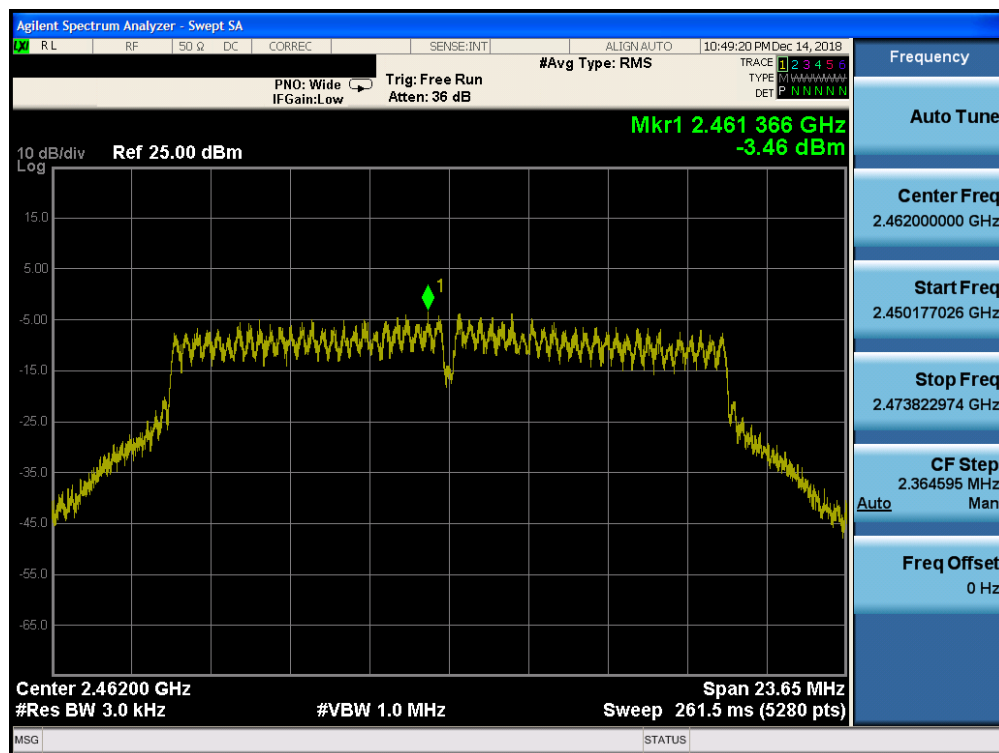 Agilent Spectrum Analyzer - Swept SA
LXI RL RF 50 Ω DC CORREC SENSE:INT ALIGN AUTO 10:49:20 PM Dec 14, 2018
Frequency
#Avg Type: RMS TRACE 1 2 3 4 5 6
PNO: Wide Trig: Free Run TYPE M WWWWW
IFGain:Low Atten: 36 dB DET P N N N N N
Auto Tune
Mkr1 2.461 366 GHz
10 dB/div Ref 25.00 dBm -3.46 dBm
Log
15.0
5.00
1
-5.00
-15.0
-25.0
-35.0
-45.0
-55.0
-65.0
Center Freq
2.462000000 GHz
Start Freq
2.450177026 GHz
Stop Freq
2.473822974 GHz
CF Step
2.364595 MHz
Auto Man
Freq Offset
0 Hz
Center 2.46200 GHz Span 23.65 MHz
#Res BW 3.0 kHz #VBW 1.0 MHz Sweep 261.5 ms (5280 pts)
MSG STATUS